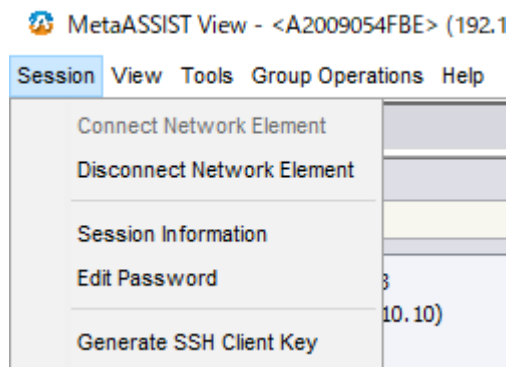 MetaASSIST View - <A2009054FBE> (192.1
Session View Tools Group Operations Help
Connect Network Element
Disconnect Network Element
Session Information
Edit Password
3
10.10)
Generate SSH Client Key